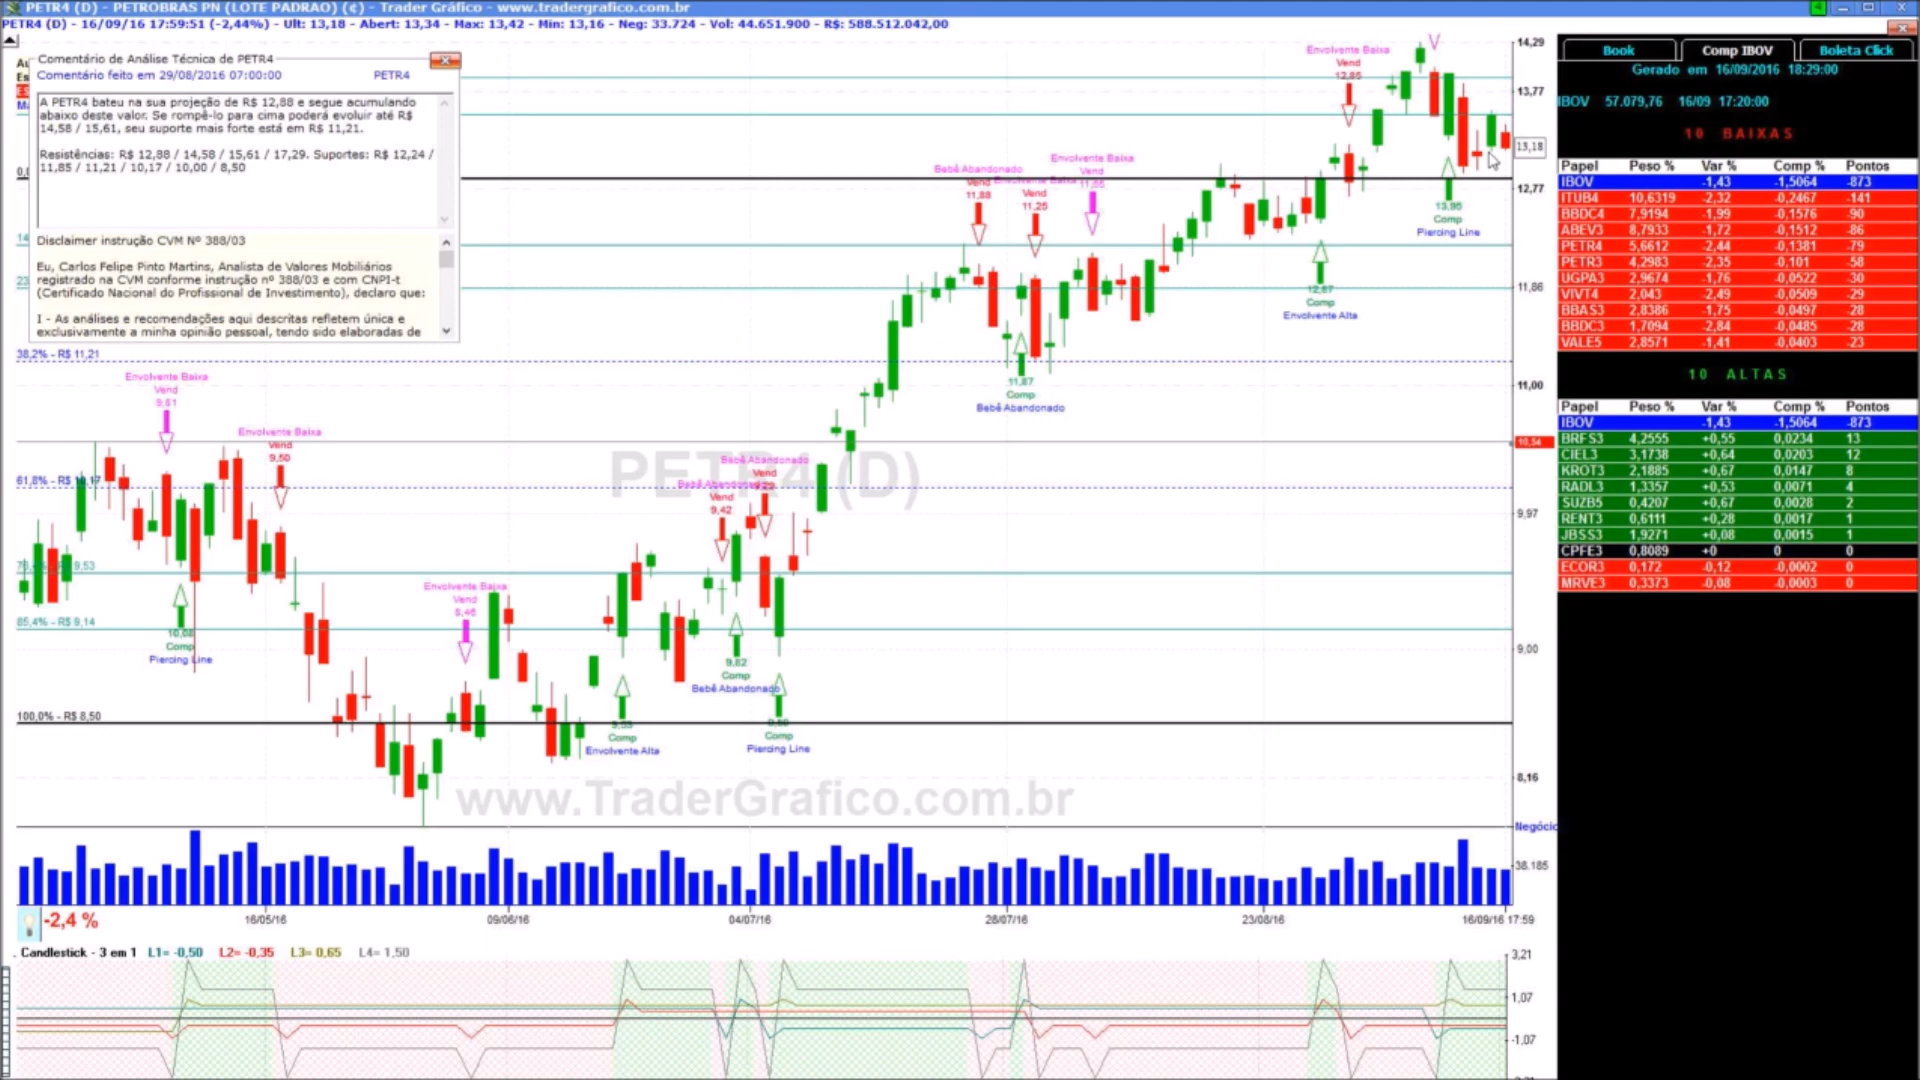 PETR4 (D) - PETROBRAS PN (LOTE PADRAO) (¢) - Trader Gráfico - www.tradergrafico.com.br
PETR4 (D) - 16/09/16 17:59:51 (-2,44%) - Ult: 13,18 - Abert: 13,34 - Max: 13,42 - Min: 13,16 - Neg: 33.724 - Vol: 44.651.900 - R$: 588.512.042,00
Comentário de Análise Técnica de PETR4
Comentário feito em 29/08/2016 07:00:00 PETR4
A PETR4 bateu na sua projeção de R$ 12,88 e segue acumulando
abaixo deste valor. Se rompê-lo para cima poderá evoluir até R$
14,58 / 15,61, seu suporte mais forte está em R$ 11,21.
Resistências: R$ 12,88 / 14,58 / 15,61 / 17,29. Suportes: R$ 12,24 /
11,85 / 11,21 / 10,17 / 10,00 / 8,50
Disclaimer instrução CVM Nº 388/03
Eu, Carlos Felipe Pinto Martins, Analista de Valores Mobiliários
registrado na CVM conforme instrução nº 388/03 e com CNPI-t
(Certificado Nacional do Profissional de Investimento), declaro que:
I - As análises e recomendações aqui descritas refletem única e
exclusivamente a minha opinião pessoal, tendo sido elaboradas de
38,2% - R$ 11,21
85,4% - R$ 9,14
100,0% - R$ 8,50
Envolvente Baixa
Vend
9,61
10,08
Comp
Piercing Line
Envolvente Baixa
Vend
9,50
Envolvente Baixa
Vend
8,46
Comp
Envolvente Alta
Vend
9,42
9,82
Comp
Bebê Abandonado
Bebê Abandonado
Vend
Comp
Piercing Line
Bebê Abandonado
Vend
11,88
11,87
Comp
Bebê Abandonado
Vend
11,25
Envolvente Baixa
Vend
12,87
Comp
Envolvente Alta
Envolvente Baixa
Vend
12,85
13,95
Comp
Piercing Line
PETR4 (D)
www.TraderGrafico.com.br
14,29
13,77
13,18
12,77
11,86
11,00
10,54
9,97
9,00
8,16
Negócio
38.185
-2,4 %
16/05/16 09/06/16 04/07/16 28/07/16 23/08/16 16/09/16 17:59
Candlestick - 3 em 1 L1= -0,50 L2= -0,35 L3= 0,65 L4= 1,50
3,21
1,07
-1,07
Book Comp IBOV Boleta Click
Gerado em 16/09/2016 18:29:00
IBOV 57.079,76 16/09 17:20:00
10 BAIXAS
Papel Peso % Var % Comp % Pontos
IBOV -1,43 -1,5064 -873
ITUB4 10,6319 -2,32 -0,2467 -141
BBDC4 7,9194 -1,99 -0,1576 -90
ABEV3 8,7933 -1,72 -0,1512 -86
PETR4 5,6612 -2,44 -0,1381 -79
PETR3 4,2983 -2,35 -0,101 -58
UGPA3 2,9674 -1,76 -0,0522 -30
VIVT4 2,043 -2,49 -0,0509 -29
BBAS3 2,8386 -1,75 -0,0497 -28
BBDC3 1,7094 -2,84 -0,0485 -28
VALE5 2,8571 -1,41 -0,0403 -23
10 ALTAS
Papel Peso % Var % Comp % Pontos
IBOV -1,43 -1,5064 -873
BRFS3 4,2555 +0,55 0,0234 13
CIEL3 3,1738 +0,64 0,0203 12
KROT3 2,1885 +0,67 0,0147 8
RADL3 1,3357 +0,53 0,0071 4
SUZB5 0,4207 +0,67 0,0028 2
RENT3 0,6111 +0,28 0,0017 1
JBSS3 1,9271 +0,08 0,0015 1
CPFE3 0,8089 +0 0 0
ECOR3 0,172 -0,12 -0,0002 0
MRVE3 0,3373 -0,08 -0,0003 0